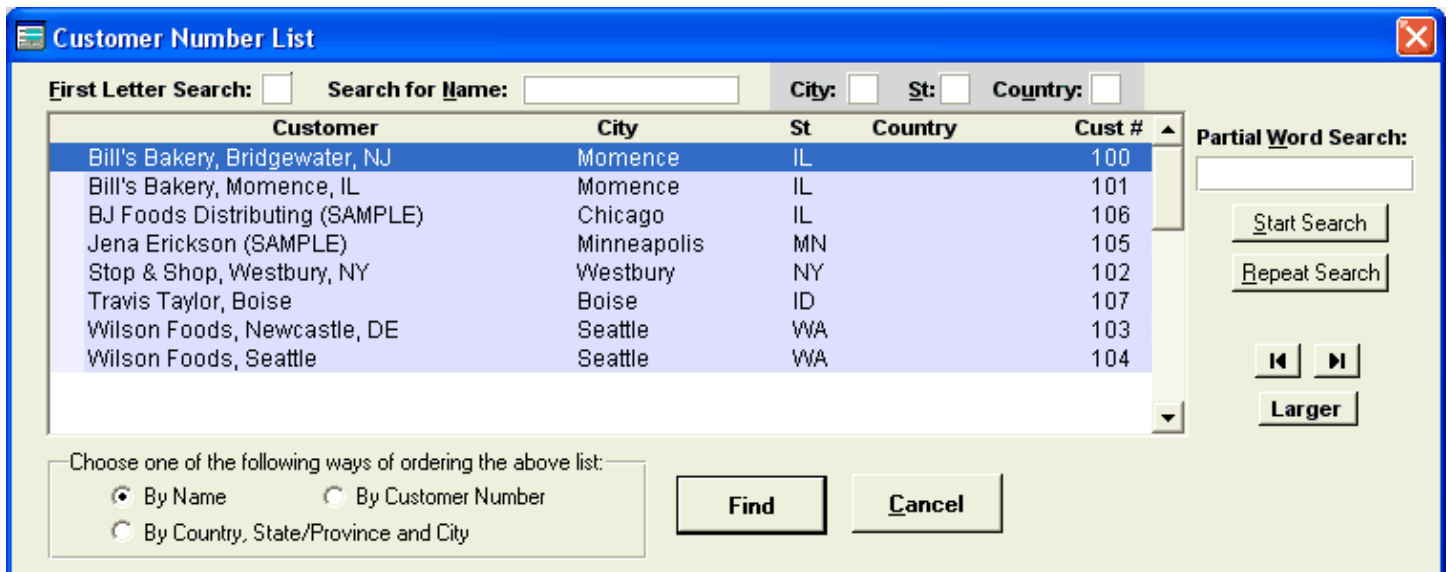 Customer Number List
First Letter Search: Search for Name: City: St: Country:
Customer City St Country Cust #
Partial Word Search:
Bill's Bakery, Bridgewater, NJ Momence IL 100
Bill's Bakery, Momence, IL Momence IL 101
BJ Foods Distributing (SAMPLE) Chicago IL 106
Start Search
Jena Erickson (SAMPLE) Minneapolis MN 105
Stop & Shop, Westbury, NY Westbury NY 102
Repeat Search
Travis Taylor, Boise Boise ID 107
Wilson Foods, Newcastle, DE Seattle WA 103
Wilson Foods, Seattle Seattle WA 104
Larger
Choose one of the following ways of ordering the above list:
By Name By Customer Number
Find Cancel
By Country, State/Province and City